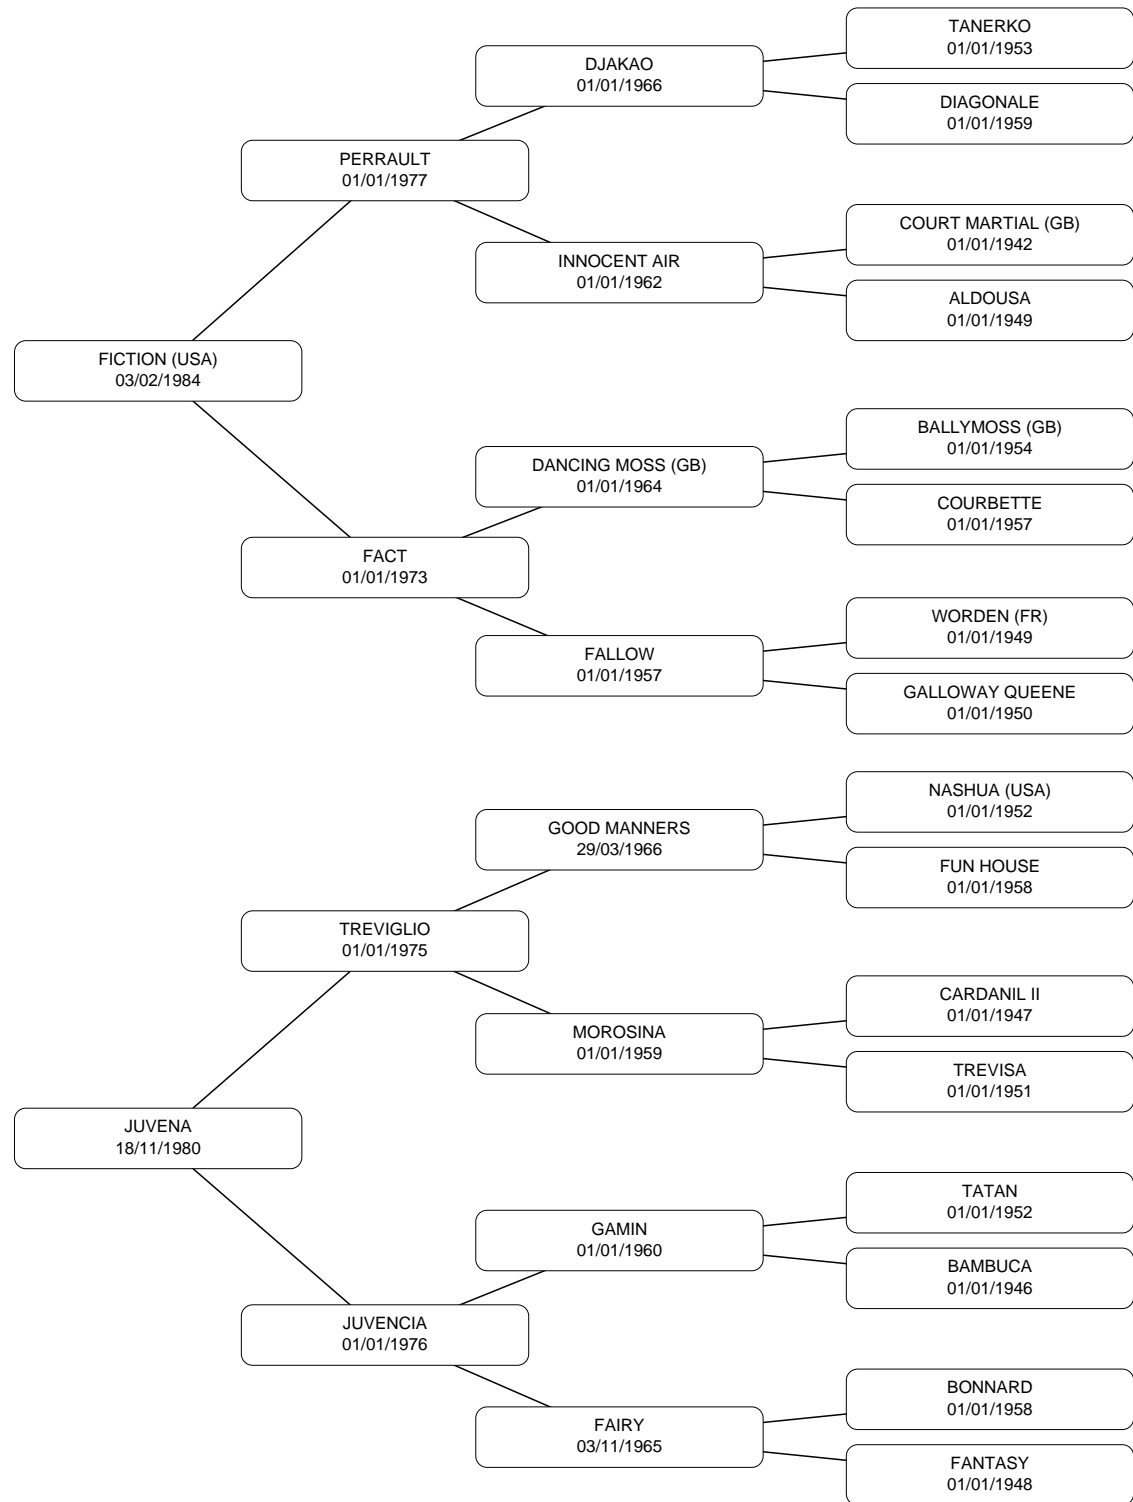 TANERKO
01/01/1953
DJAKAO
01/01/1966
DIAGONALE
01/01/1959
PERRAULT
01/01/1977
COURT MARTIAL (GB)
01/01/1942
INNOCENT AIR
01/01/1962
ALDOUSA
01/01/1949
FICTION (USA)
03/02/1984
BALLYMOSS (GB)
01/01/1954
DANCING MOSS (GB)
01/01/1964
COURBETTE
01/01/1957
FACT
01/01/1973
WORDEN (FR)
01/01/1949
FALLOW
01/01/1957
GALLOWAY QUEENE
01/01/1950
NASHUA (USA)
01/01/1952
GOOD MANNERS
29/03/1966
FUN HOUSE
01/01/1958
TREVIGLIO
01/01/1975
CARDANIL II
01/01/1947
MOROSINA
01/01/1959
TREVISA
01/01/1951
JUVENA
18/11/1980
TATAN
01/01/1952
GAMIN
01/01/1960
BAMBUCA
01/01/1946
JUVENCIA
01/01/1976
BONNARD
01/01/1958
FAIRY
03/11/1965
FANTASY
01/01/1948